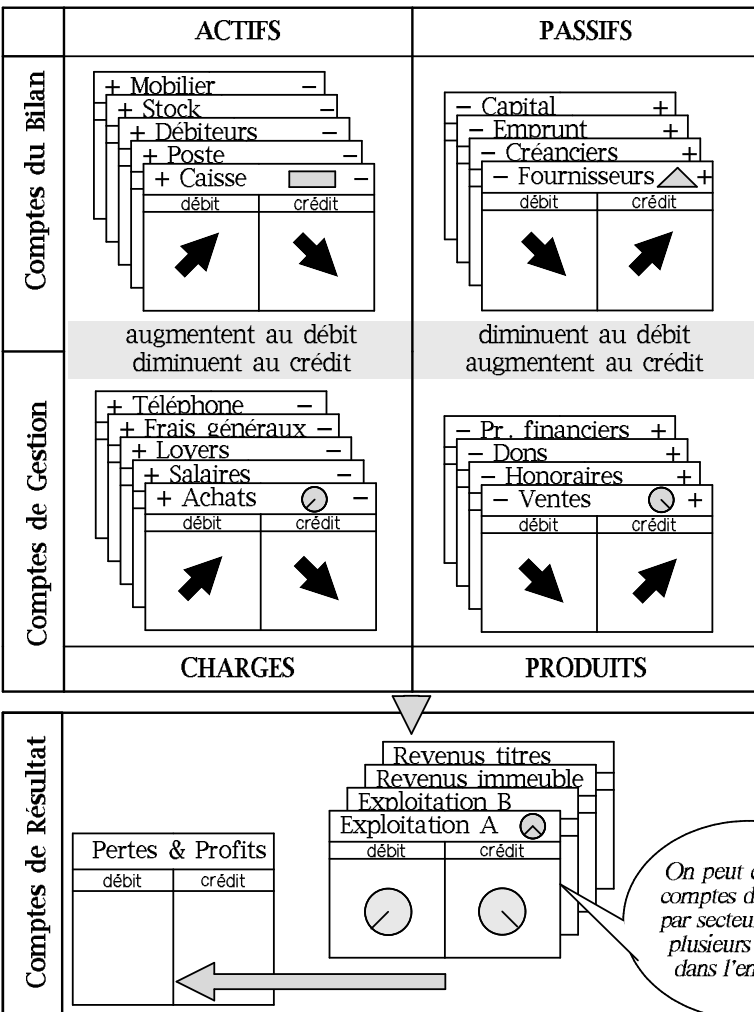 ACTIFS
PASSIFS
Comptes du Bilan
+ Mobilier −
+ Stock −
+ Débiteurs −
+ Poste −
+ Caisse −
débit crédit
− Capital +
− Emprunt +
− Créanciers +
− Fournisseurs +
débit crédit
augmentent au débit
diminuent au crédit
diminuent au débit
augmentent au crédit
Comptes de Gestion
+ Téléphone −
+ Frais généraux −
+ Loyers −
+ Salaires −
+ Achats −
débit crédit
− Pr. financiers +
− Dons +
− Honoraires +
− Ventes +
débit crédit
CHARGES
PRODUITS
Comptes de Résultat
Revenus titres
Revenus immeuble
Exploitation B
Exploitation A
débit crédit
Pertes & Profits
débit crédit
On peut
comptes
par
plusieurs
dans